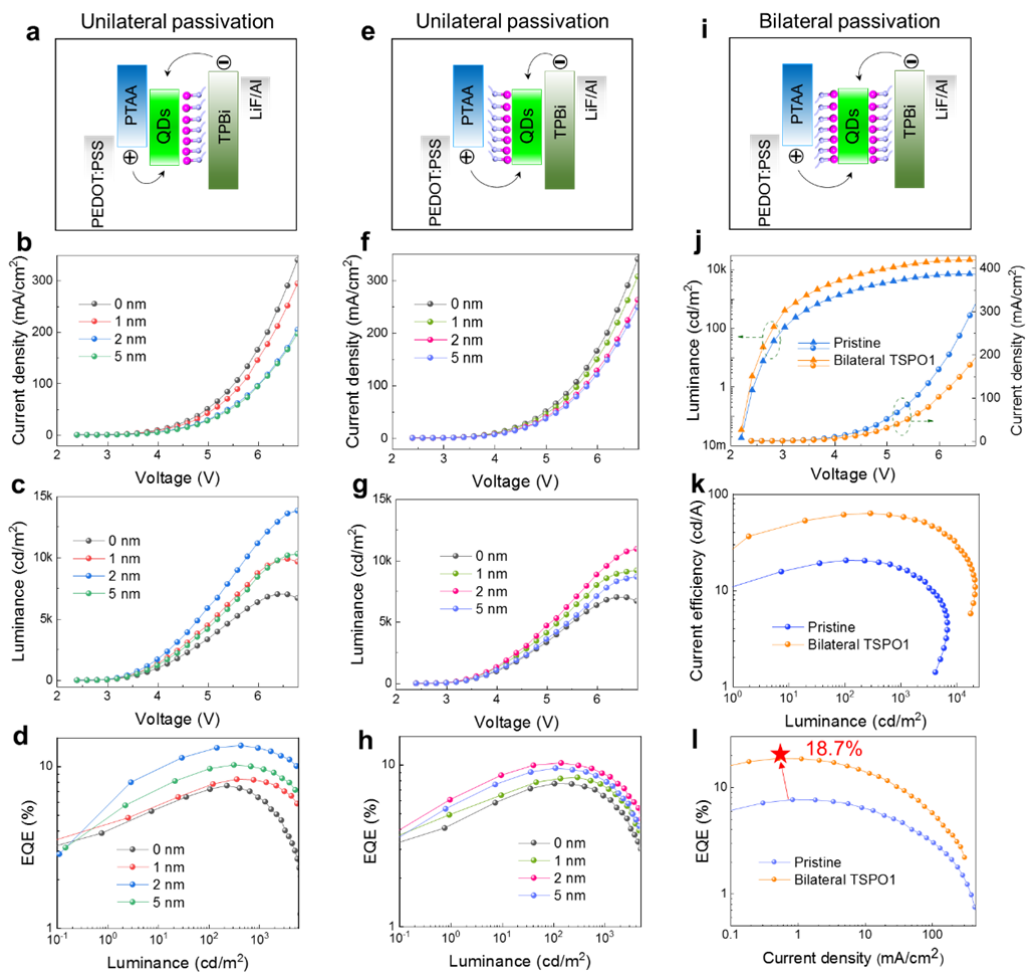 Unilateral passivation
Unilateral passivation
Bilateral passivation
a
PEDOT:PSS
PTAA
QDs
TPBi
LiF/Al
⊕
⊖
e
PEDOT:PSS
PTAA
QDs
TPBi
LiF/Al
⊕
⊖
i
PEDOT:PSS
PTAA
QDs
TPBi
LiF/Al
⊕
⊖
b
Current density (mA/cm²)
300
200
100
0
0 nm
1 nm
2 nm
5 nm
2 3 4 5 6
Voltage (V)
f
Current density (mA/cm²)
300
200
100
0
0 nm
1 nm
2 nm
5 nm
2 3 4 5 6
Voltage (V)
j
Luminance (cd/m²)
10k
100
1
10m
Pristine
Bilateral TSPO1
400
300
200
100
0
Current density (mA/cm²)
2 3 4 5 6
Voltage (V)
c
Luminance (cd/m²)
15k
10k
5k
0
0 nm
1 nm
2 nm
5 nm
2 3 4 5 6
Voltage (V)
g
Luminance (cd/m²)
15k
10k
5k
0
0 nm
1 nm
2 nm
5 nm
2 3 4 5 6
Voltage (V)
k
Current efficiency (cd/A)
100
10
1
Pristine
Bilateral TSPO1
10⁰ 10¹ 10² 10³ 10⁴
Luminance (cd/m²)
d
EQE (%)
10
1
0 nm
1 nm
2 nm
5 nm
10⁻¹ 10⁰ 10¹ 10² 10³
Luminance (cd/m²)
h
EQE (%)
10
1
0 nm
1 nm
2 nm
5 nm
10⁻¹ 10⁰ 10¹ 10² 10³
Luminance (cd/m²)
l
18.7%
EQE (%)
10
1
Pristine
Bilateral TSPO1
0.1 1 10 100
Current density (mA/cm²)